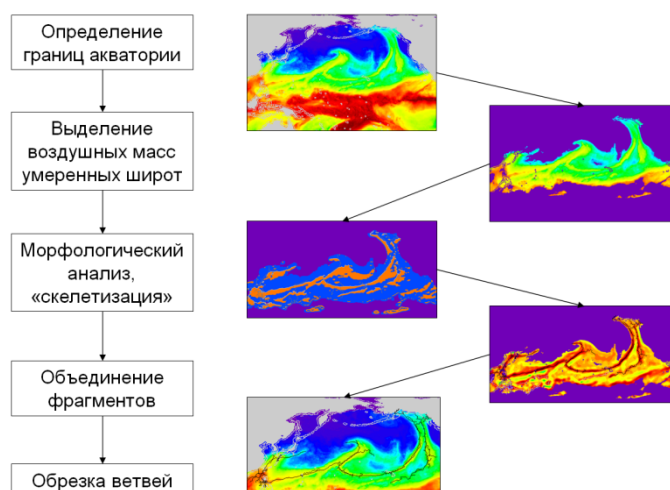 Определение
границ акватории
Выделение
воздушных масс
умеренных широт
Морфологический
анализ,
«скелетизация»
Объединение
фрагментов
Обрезка ветвей